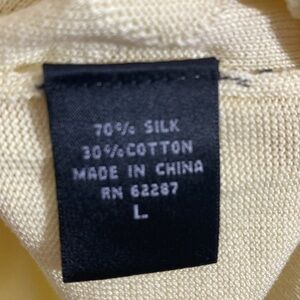 70% SILK
30% COTTON
MADE IN CHINA
RN 62287
L